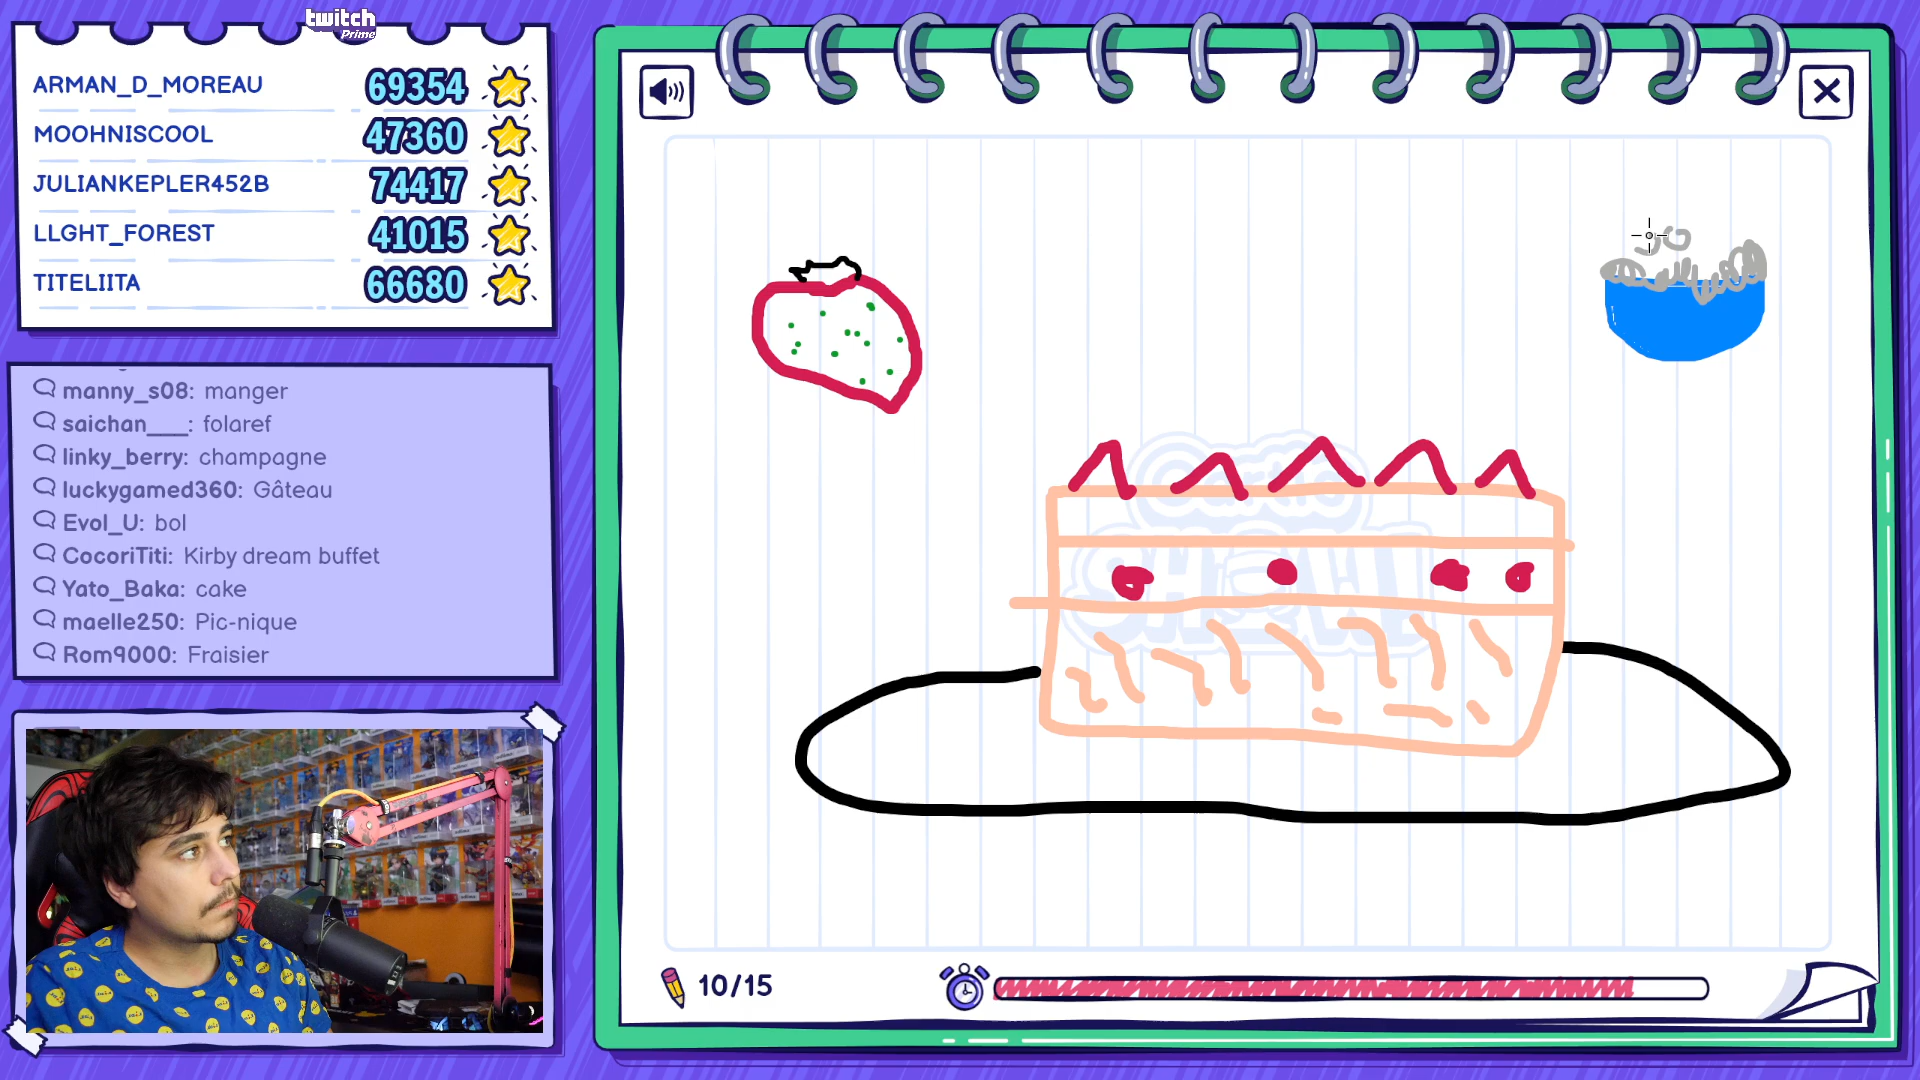 twitch
Prime
ARMAN_D_MOREAU 69354
MOOHNISCOOL 47360
JULIANKEPLER452B 74417
LLGHT_FOREST 41015
TITELIITA 66680
manny_s08: manger
saichan___: folaref
linky_berry: champagne
luckygamed360: Gâteau
Evol_U: bol
CocoriTiti: Kirby dream buffet
Yato_Baka: cake
maelle250: Pic-nique
Rom9000: Fraisier
SHOW
10/15